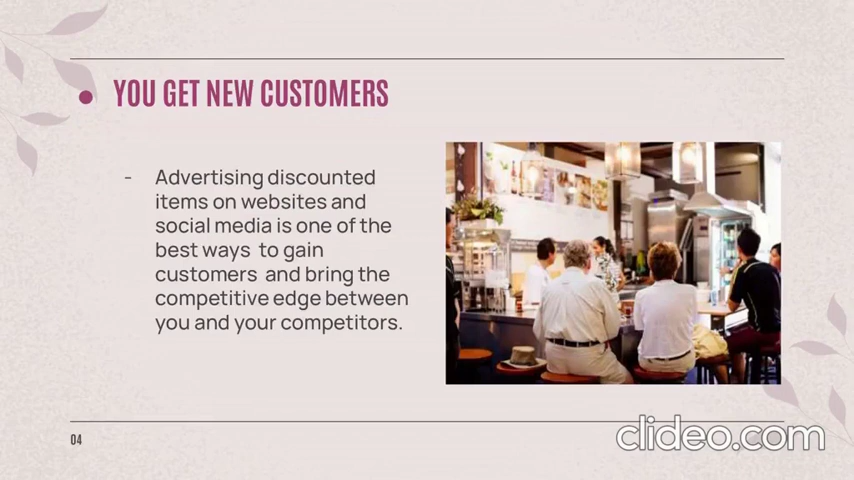 YOU GET NEW CUSTOMERS
- Advertising discounted
items on websites and
social media is one of the
best ways to gain
customers and bring the
competitive edge between
you and your competitors.
04
clideo.com